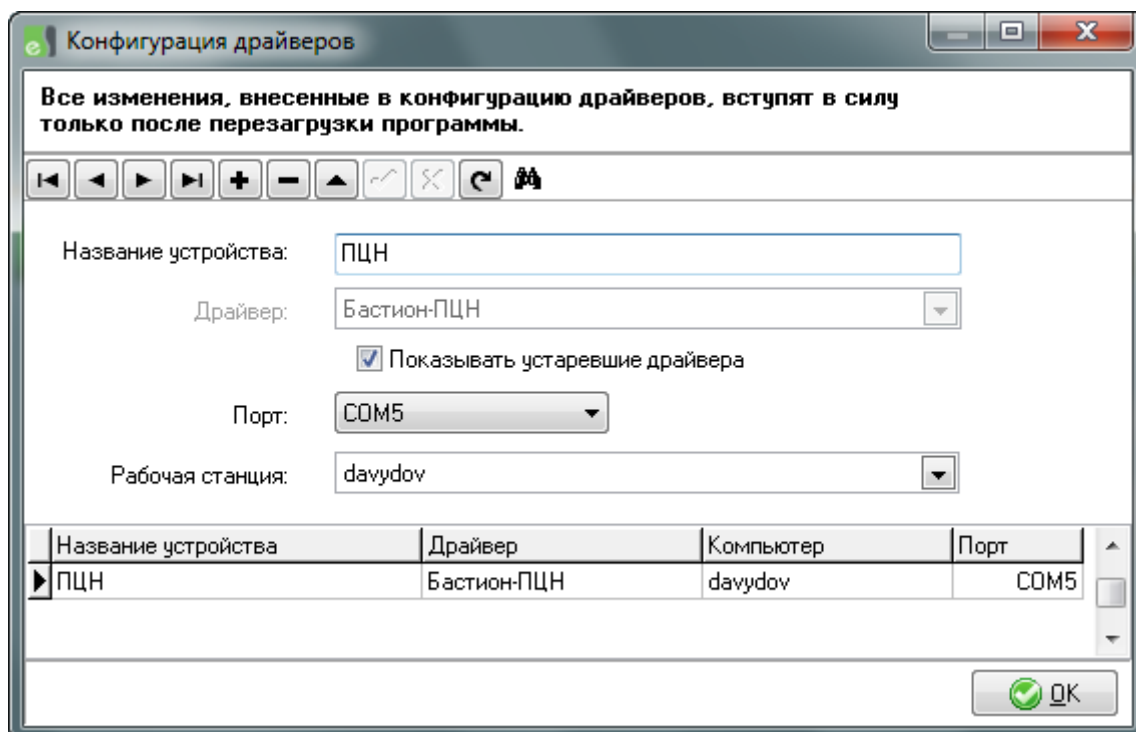 Конфигурация драйверов
Все изменения, внесенные в конфигурацию драйверов, вступят в силу
только после перезагрузки программы.
Название устройства: ПЦН
Драйвер: Бастион-ПЦН
Показывать устаревшие драйвера
Порт: COM5
Рабочая станция: davydov
Название устройства Драйвер Компьютер Порт
ПЦН Бастион-ПЦН davydov COM5
OK